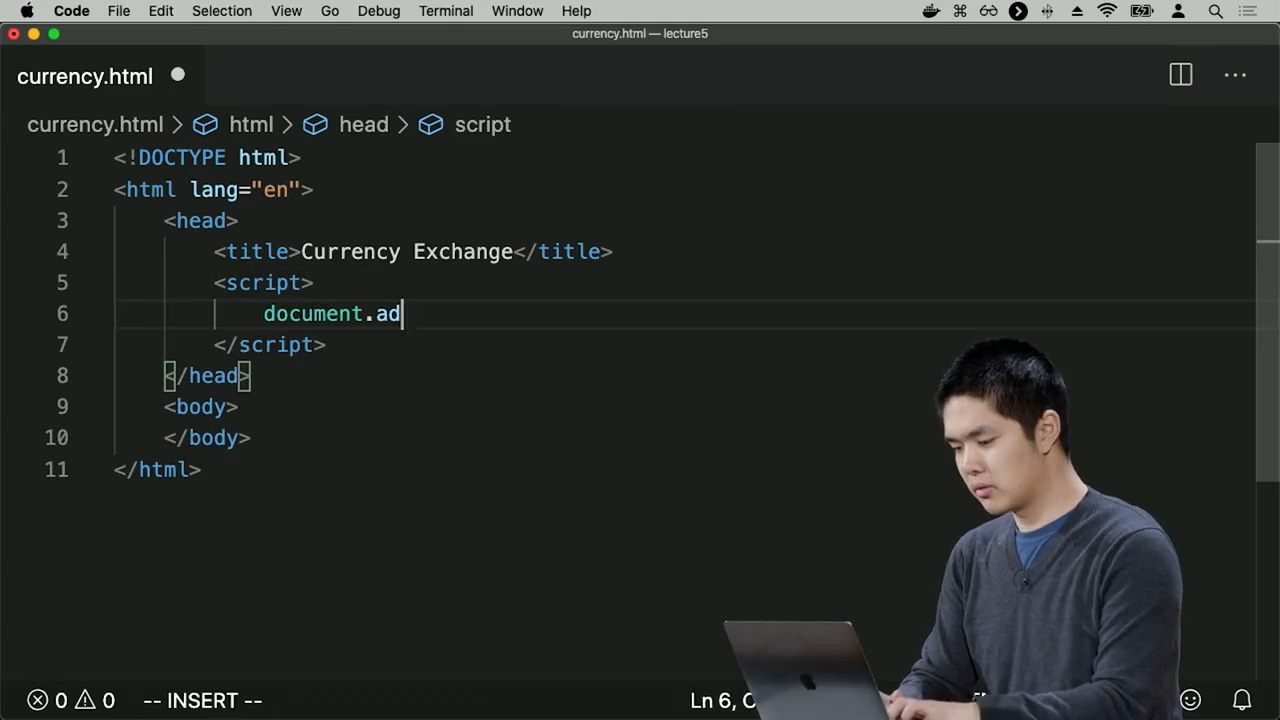 Code File Edit Selection View Go Debug Terminal Window Help
currency.html — lecture5
currency.html
currency.html > html > head > script
1 <!DOCTYPE html>
2 <html lang="en">
3 <head>
4 <title>Currency Exchange</title>
5 <script>
6 document.ad
7 </script>
8 </head>
9 <body>
10 </body>
11 </html>
0 0 -- INSERT -- Ln 6,